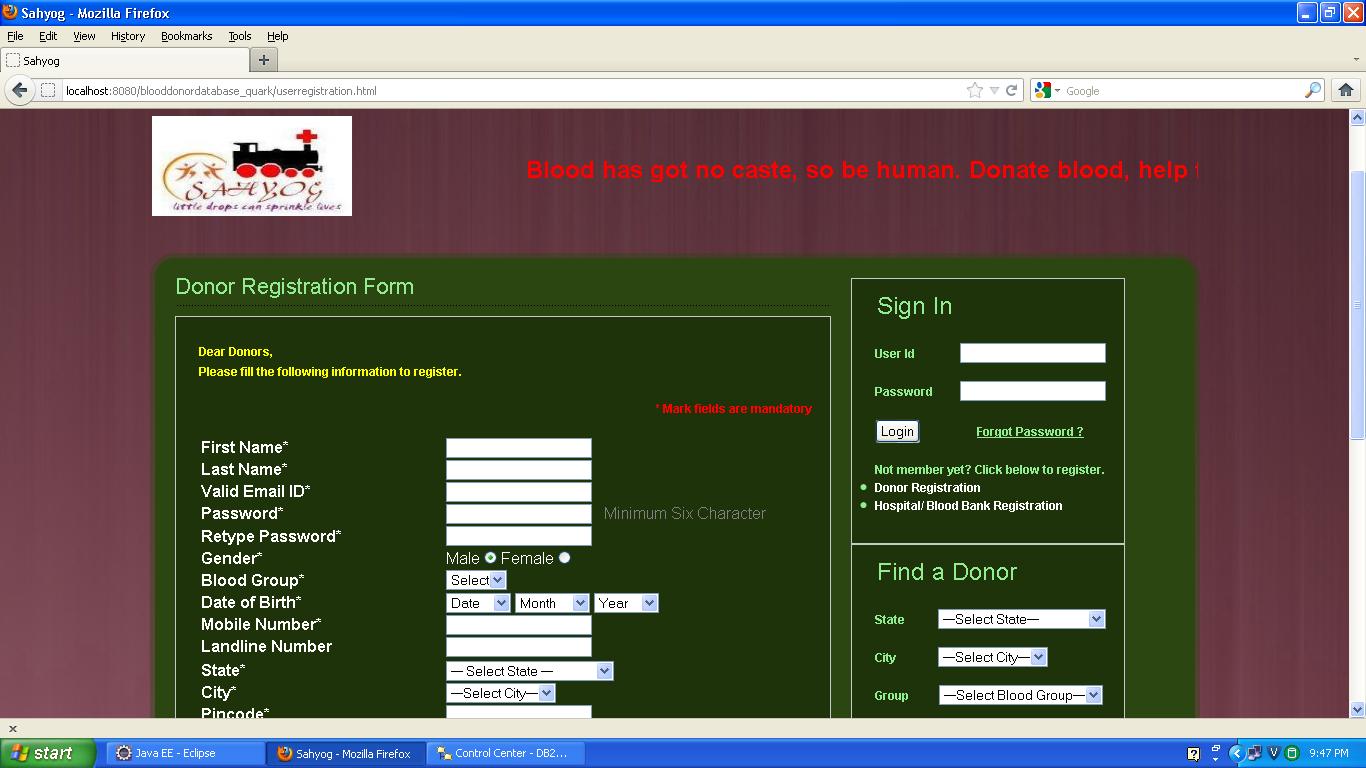 Sahyog - Mozilla Firefox
File Edit View History Bookmarks Tools Help
Sahyog
localhost:8080/blooddonordatabase_quark/userregistration.html
Google
SAHYOG
little drops can sprinkle lives
Blood has got no caste, so be human. Donate blood, help
Donor Registration Form
Dear Donors,
Please fill the following information to register.
* Mark fields are mandatory
First Name*
Last Name*
Valid Email ID*
Password* Minimum Six Character
Retype Password*
Gender* Male Female
Blood Group* Select
Date of Birth* Date Month Year
Mobile Number*
Landline Number
State* — Select State —
City* —Select City—
Pincode*
Sign In
User Id
Password
Login Forgot Password ?
Not member yet? Click below to register.
Donor Registration
Hospital/ Blood Bank Registration
Find a Donor
State —Select State—
City —Select City—
Group —Select Blood Group—
start Java EE - Eclipse Sahyog - Mozilla Firefox Control Center - DB2... 9:47 PM